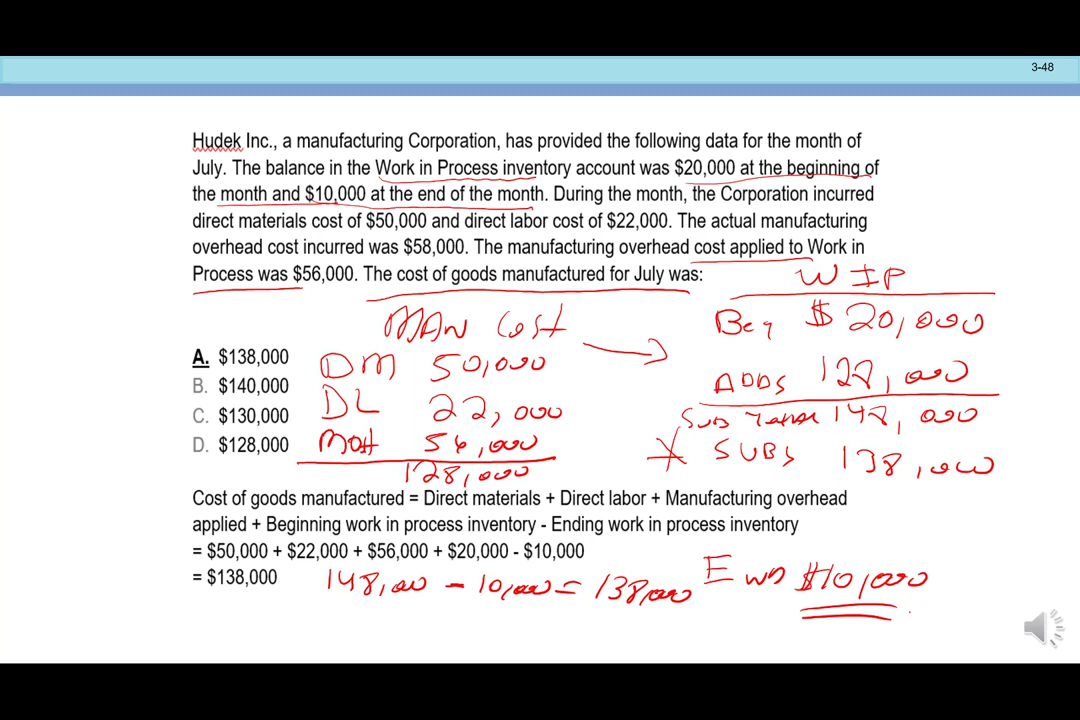 3-48
Hudek Inc., a manufacturing Corporation, has provided the following data for the month of
July. The balance in the Work in Process inventory account was $20,000 at the beginning of
the month and $10,000 at the end of the month. During the month, the Corporation incurred
direct materials cost of $50,000 and direct labor cost of $22,000. The actual manufacturing
overhead cost incurred was $58,000. The manufacturing overhead cost applied to Work in
Process was $56,000. The cost of goods manufactured for July was:
WIP
MAN Cost
Beg $20,000
A. $138,000
DM 50,000
ADDS 128,000
B. $140,000
DL 22,000
C. $130,000
Sub 148,000
D. $128,000
MOH 56,000
SUBS 138,000
128,000
Cost of goods manufactured = Direct materials + Direct labor + Manufacturing overhead
applied + Beginning work in process inventory - Ending work in process inventory
= $50,000 + $22,000 + $56,000 + $20,000 - $10,000
= $138,000
148,000 - 10,000 = 138,000
$10,000